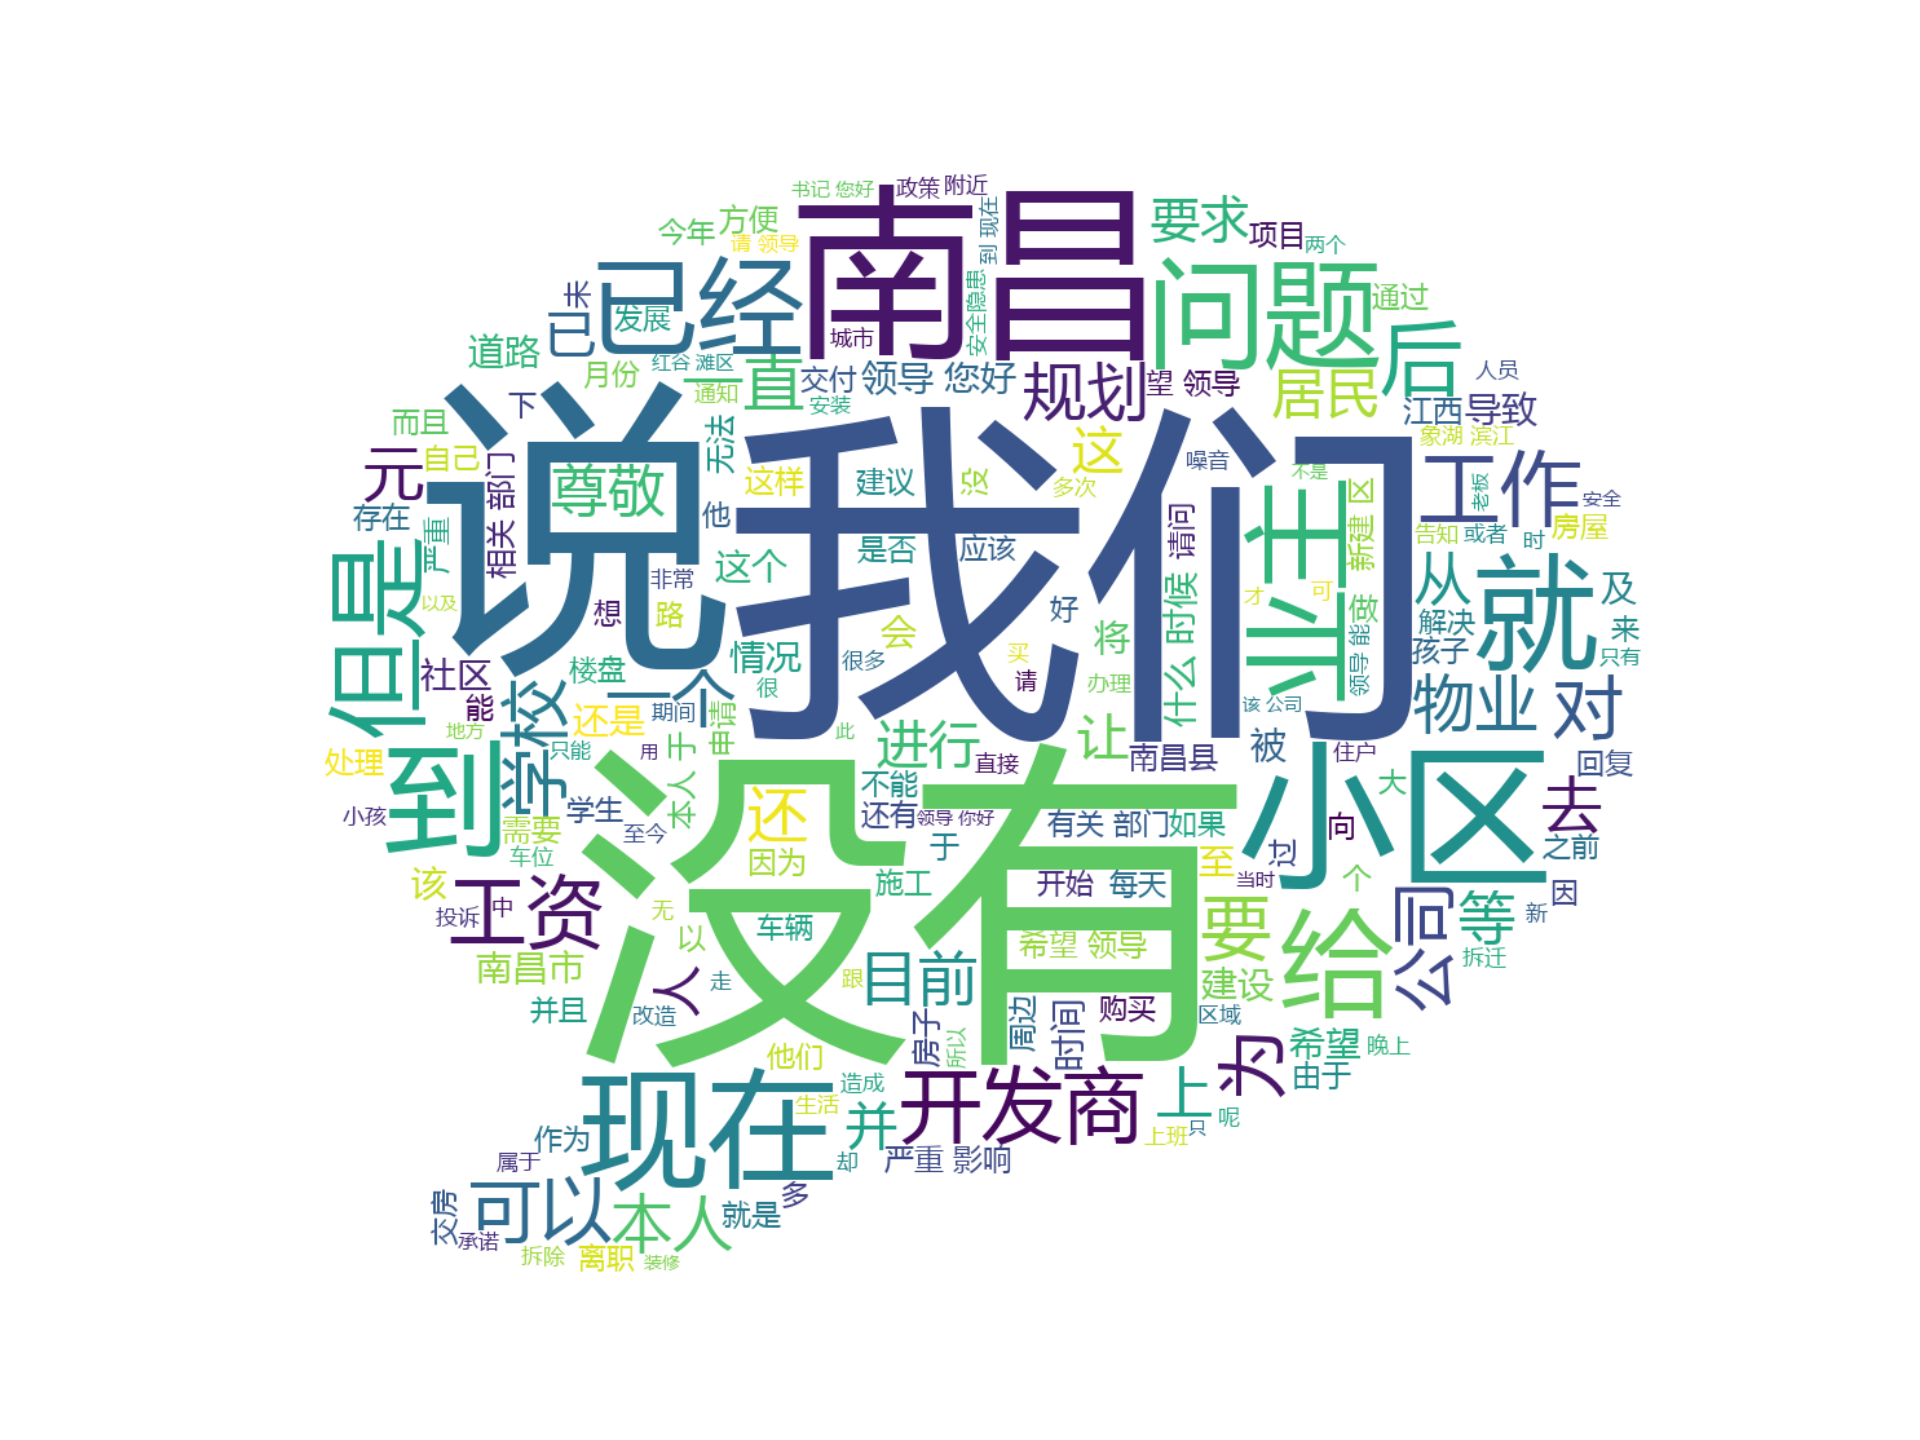 书记 您好
政策
附近
今年
方便
请 领导
南昌
到 现在
要求
项目
两个
已经
问题
已未
发展
安全隐患
通过
道路
月份
红谷 滩区
城市
后
一直
通知
安装
交付
领导 您好
规划
望 领导
居民
人员
江西
导致
下
而且
自己
说
我们
象湖 滨江
元
相关 部门
尊敬
无法
这样
建议
没
这
多次
噪音
不是
业主
新建 区
工作
老板
安全
存在
严重
他
是否
应该
请问
告知
或者
时
房屋
但是
以及
非常
想
路
这个
会
好
将
什么 时候
才
可
做
领导 能
从
就
及
解决
来
孩子
只有
社区
能
楼盘
情况
很
很多
买
请
办理
该 公司
物业
对
地方
学校
还是
一个
期间
申请
处理
到
只能
用
本人 于
此
进行
直接
让
南昌县
被
住户
回复
小孩
学生
需要
车位
至今
没有
还
因为
不能
还有
领导 你好
于
有关 部门
如果
至
小区
向
大
过
去
之前
该
工资
投诉
中
无
以
车辆
施工
开始
每天
当时
个
因
要
给
公司
等
新
南昌市
人
走
跟
目前
希望 领导
建设
拆迁
并且
改造
房子
所以
周边
时间
购买
区域
为
希望
晚上
由于
他们
现在
造成
生活
并
开发商
上
呢
上班
只
作为
属于
却
严重 影响
交房
可以
本人
就是
多
承诺
拆除
离职
装修